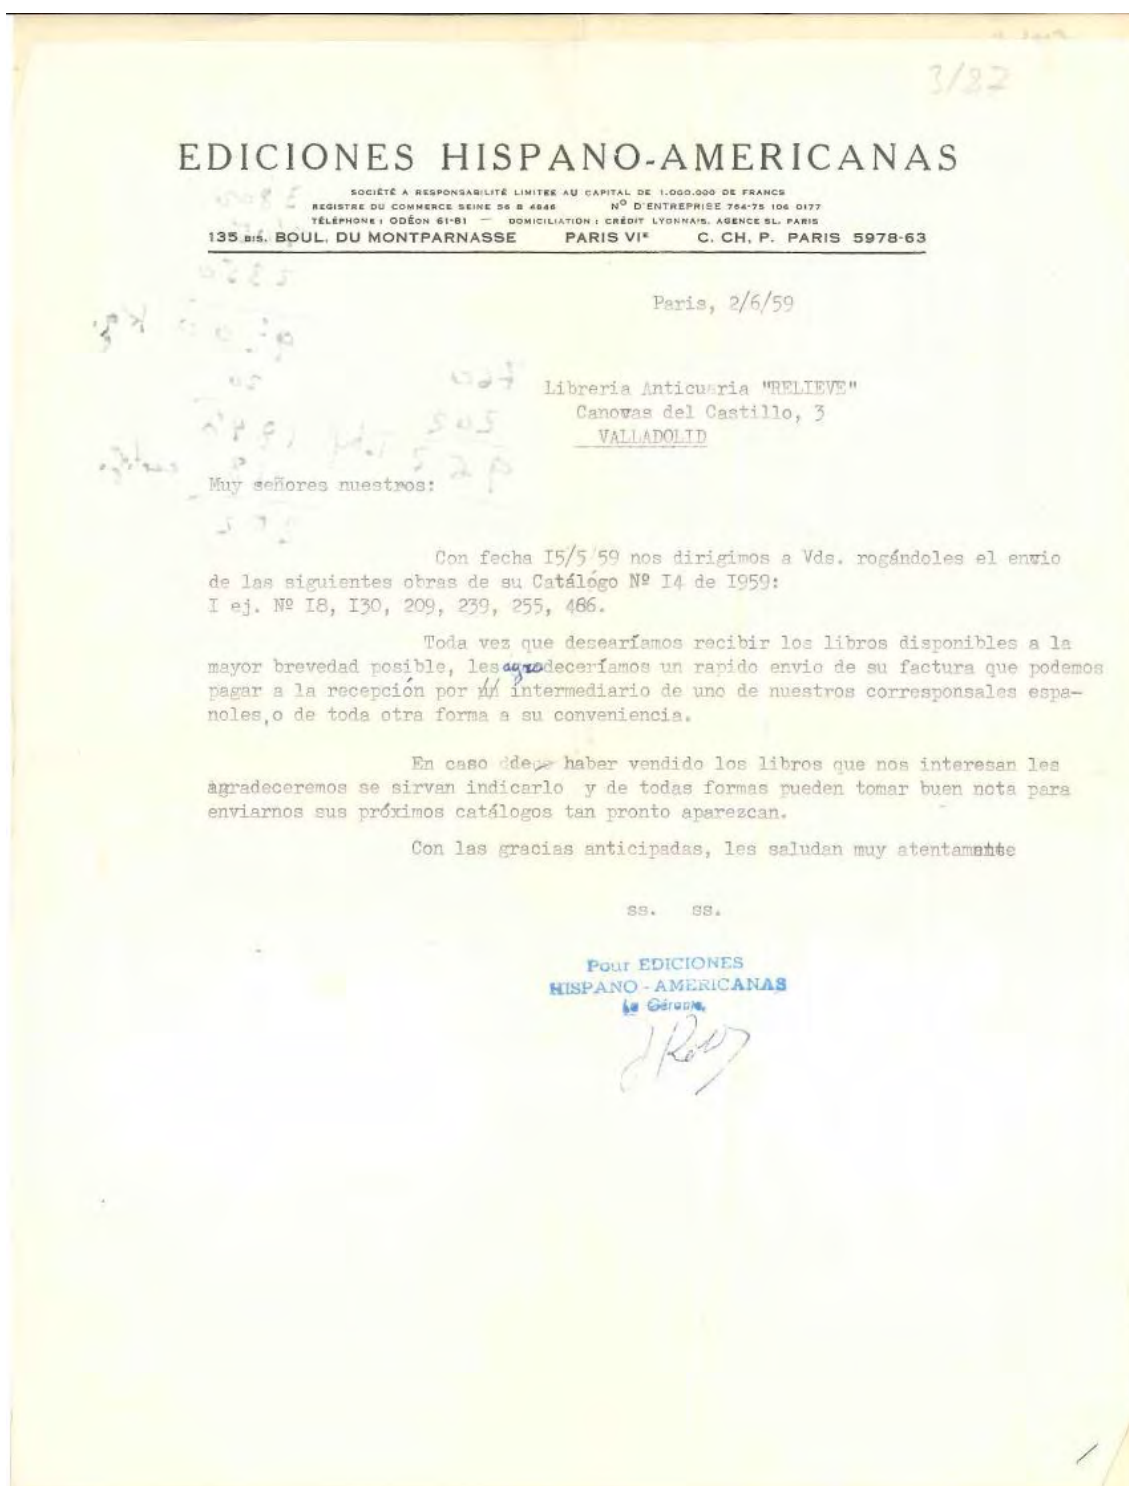 3/87
EDICIONES HISPANO-AMERICANAS
SOCIÉTÉ A RESPONSABILITÉ LIMITÉE AU CAPITAL DE 1.000.000 DE FRANCS
REGISTRE DU COMMERCE SEINE 56 B 4646 Nº D'ENTREPRISE 764-75 106 0177
TÉLÉPHONE : ODÉON 61-81 — DOMICILIATION : CRÉDIT LYONNAIS. AGENCE BL. PARIS
135 BIS. BOUL. DU MONTPARNASSE PARIS VIᵉ C. CH. P. PARIS 5978-63
Paris, 2/6/59
Libreria Anticuaria "RELIEVE"
Canovas del Castillo, 3
VALLADOLID
Muy señores nuestros:
Con fecha I5/5/59 nos dirigimos a Vds. rogándoles el envio
de las siguientes obras de su Catálógo Nº I4 de I959:
I ej. Nº I8, I30, 209, 239, 255, 486.
Toda vez que desearíamos recibir los libros disponibles a la
mayor brevedad posible, les agradeceríamos un rapido envio de su factura que podemos
pagar a la recepción por intermediario de uno de nuestros corresponsales espa-
noles,o de toda otra forma a su conveniencia.
En caso de haber vendido los libros que nos interesan les
agradeceremos se sirvan indicarlo y de todas formas pueden tomar buen nota para
enviarnos sus próximos catálogos tan pronto aparezcan.
Con las gracias anticipadas, les saludan muy atentamente
ss. ss.
Pour EDICIONES
HISPANO - AMERICANAS
Le Gérant,